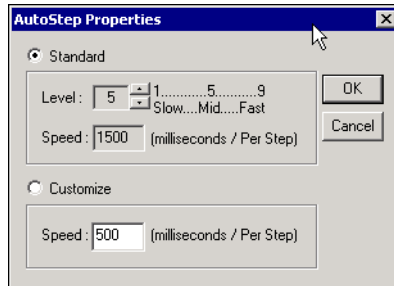 AutoStep Properties
Standard
Level : 5 1............5..........9
Slow....Mid.....Fast
Speed : 1500 (milliseconds / Per Step)
OK
Cancel
Customize
Speed : 500 (milliseconds / Per Step)